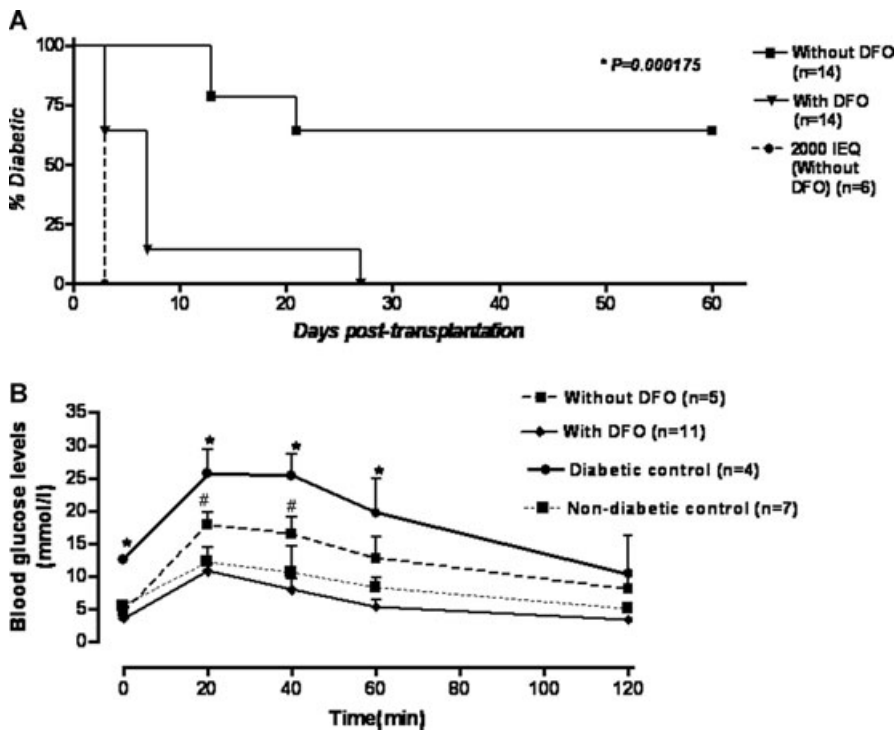 A
100
75
50
25
0
% Diabetic
0 10 20 30 40 50 60
Days post-transplantation
* P=0.000175
Without DFO
(n=14)
With DFO
(n=14)
2000 IEQ
(Without
DFO) (n=6)
B
35
30
25
20
15
10
5
0
Blood glucose levels
(mmol/l)
* * * *
# #
0 20 40 60 80 100 120
Time(min)
Without DFO (n=5)
With DFO (n=11)
Diabetic control (n=4)
Non-diabetic control (n=7)